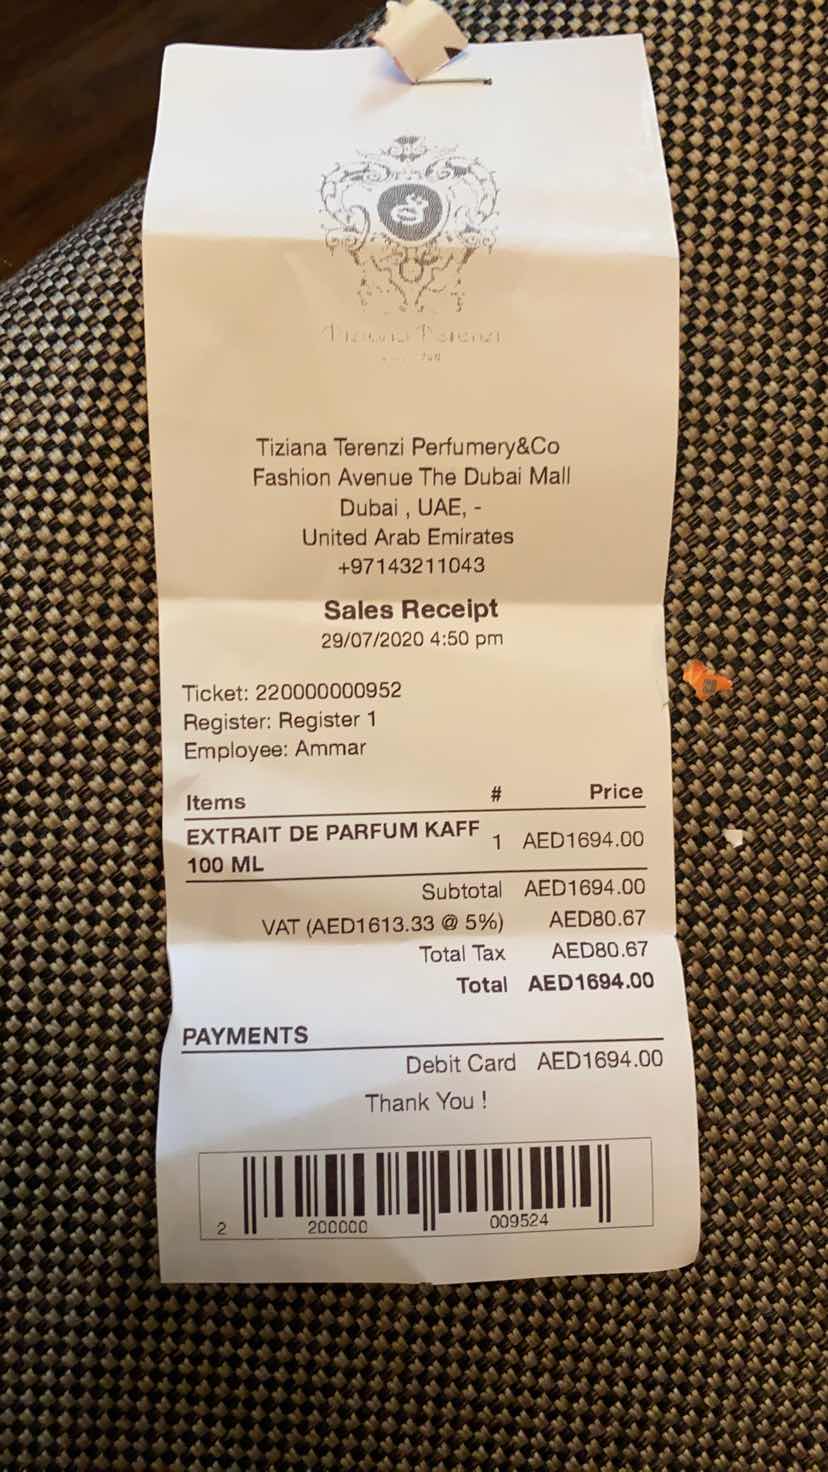 Tiziana Terenzi
Tiziana Terenzi Perfumery&Co
Fashion Avenue The Dubai Mall
Dubai , UAE, -
United Arab Emirates
+97143211043
Sales Receipt
29/07/2020 4:50 pm
Ticket: 220000000952
Register: Register 1
Employee: Ammar
Items # Price
EXTRAIT DE PARFUM KAFF 1 AED1694.00
100 ML
Subtotal AED1694.00
VAT (AED1613.33 @ 5%) AED80.67
Total Tax AED80.67
Total AED1694.00
PAYMENTS
Debit Card AED1694.00
Thank You !
2 200000 009524